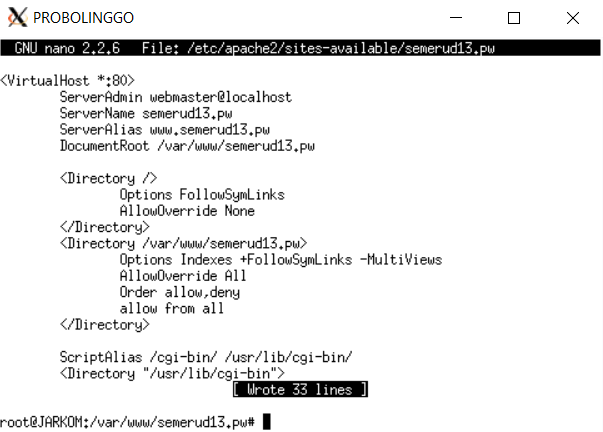 PROBOLINGGO
GNU nano 2.2.6 File: /etc/apache2/sites-available/semerud13.pw
<VirtualHost *:80>
ServerAdmin webmaster@localhost
ServerName semerud13.pw
ServerAlias www.semerud13.pw
DocumentRoot /var/www/semerud13.pw
<Directory />
Options FollowSymLinks
AllowOverride None
</Directory>
<Directory /var/www/semerud13.pw>
Options Indexes +FollowSymLinks -MultiViews
AllowOverride All
Order allow,deny
allow from all
</Directory>
ScriptAlias /cgi-bin/ /usr/lib/cgi-bin/
<Directory "/usr/lib/cgi-bin">
[ Wrote 33 lines ]
root@JARKOM:/var/www/semerud13.pw#